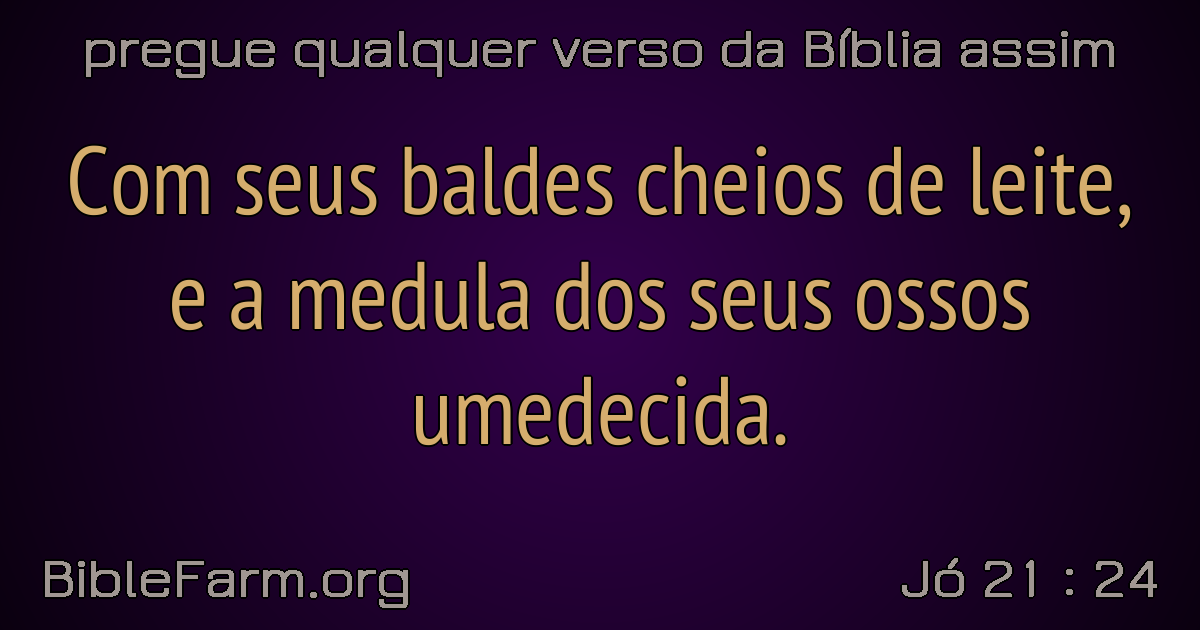 pregue qualquer verso da Bíblia assim
Com seus baldes cheios de leite,
e a medula dos seus ossos
umedecida.
BibleFarm.org
Jó 21 : 24